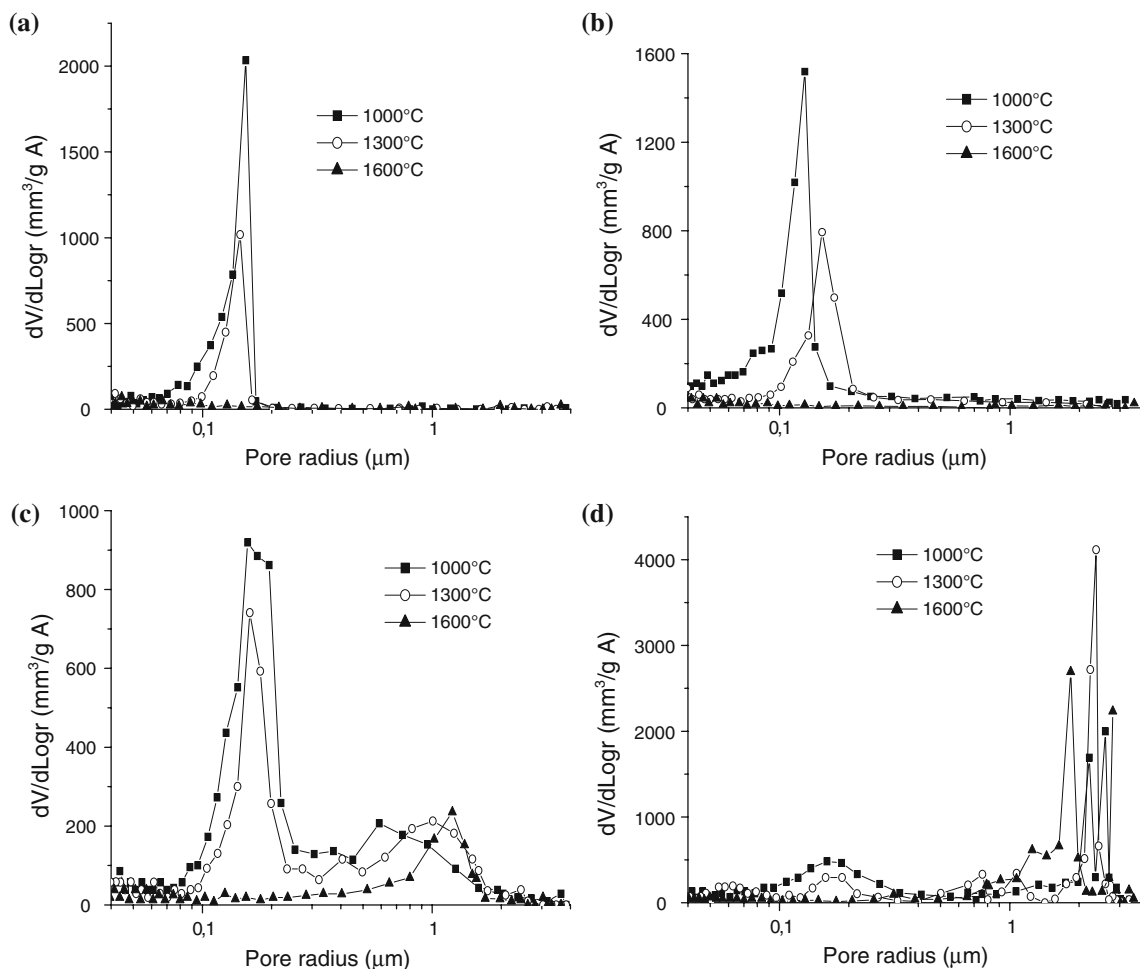 (a)
2000
1500
1000
500
0
dV/dLogr (mm³/g A)
1000°C
1300°C
1600°C
0,1
1
Pore radius (μm)
(b)
1600
1200
800
400
0
dV/dLogr (mm³/g A)
1000°C
1300°C
1600°C
0,1
1
Pore radius (μm)
(c)
1000
800
600
400
200
0
dV/dLogr (mm³/g A)
1000°C
1300°C
1600°C
0,1
1
Pore radius (μm)
(d)
4000
3000
2000
1000
0
dV/dLogr (mm³/g A)
1000°C
1300°C
1600°C
0,1
1
Pore radius (μm)